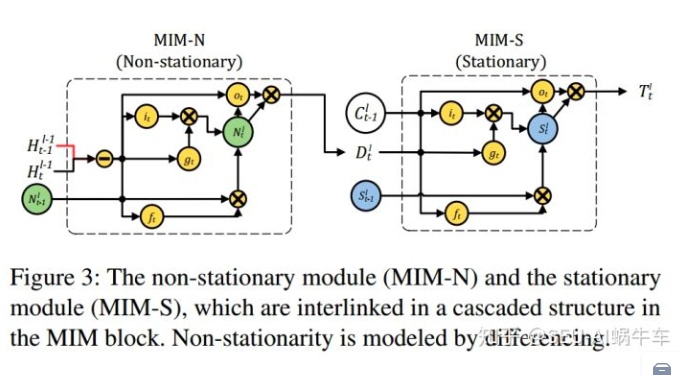 MIM-N
(Non-stationary)
MIM-S
(Stationary)
H_{t-1}^{l-1}
H_t^{l-1}
N_{t-1}^l
i_t
g_t
f_t
o_t
N_t^l
C_{t-1}^l
D_t^l
S_{t-1}^l
i_t
g_t
f_t
o_t
S_t^l
T_t^l
Figure 3: The non-stationary module (MIM-N) and the stationary
module (MIM-S), which are interlinked in a cascaded structure in
the MIM block. Non-stationarity is modeled by differencing.
知乎 @SEU-AI蜗牛车